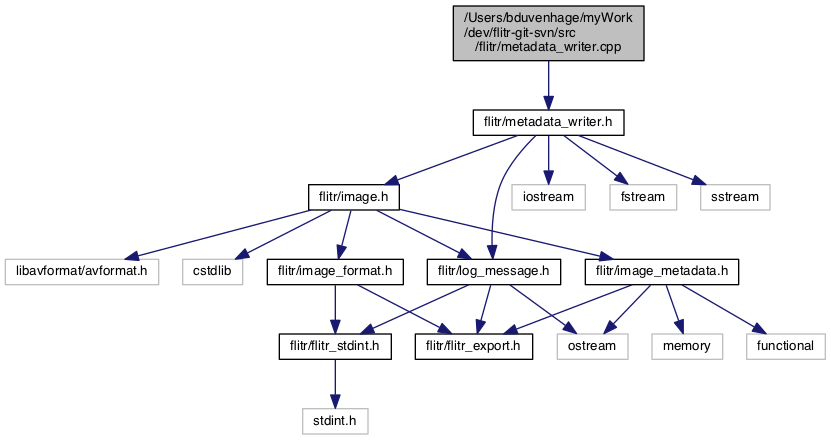 /Users/bduvenhage/myWork
/dev/flitr-git-svn/src
/flitr/metadata_writer.cpp
flitr/metadata_writer.h
flitr/image.h
iostream
fstream
sstream
libavformat/avformat.h
cstdlib
flitr/image_format.h
flitr/log_message.h
flitr/image_metadata.h
flitr/flitr_stdint.h
flitr/flitr_export.h
ostream
memory
functional
stdint.h